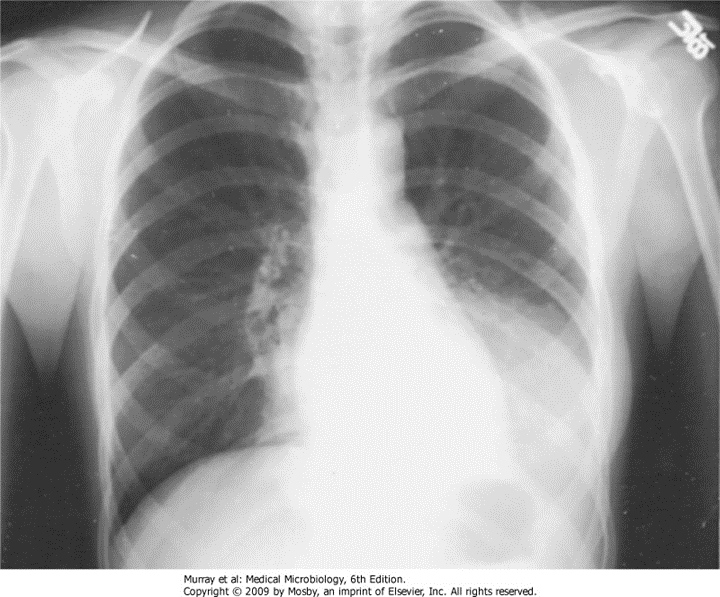 Murray et al: Medical Microbiology, 6th Edition.
Copyright © 2009 by Mosby, an imprint of Elsevier, Inc. All rights reserved.